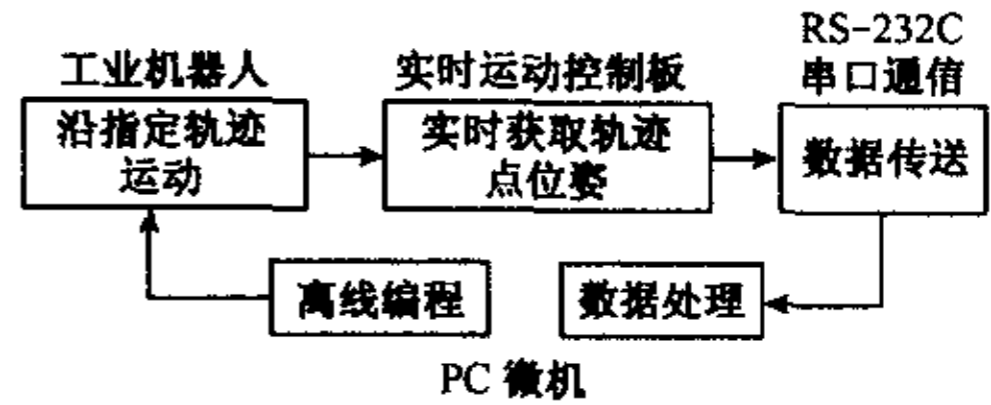 工业机器人
沿指定轨迹
运动
实时运动控制板
实时获取轨迹
点位姿
RS-232C
串口通信
数据传送
离线编程
数据处理
PC 微机